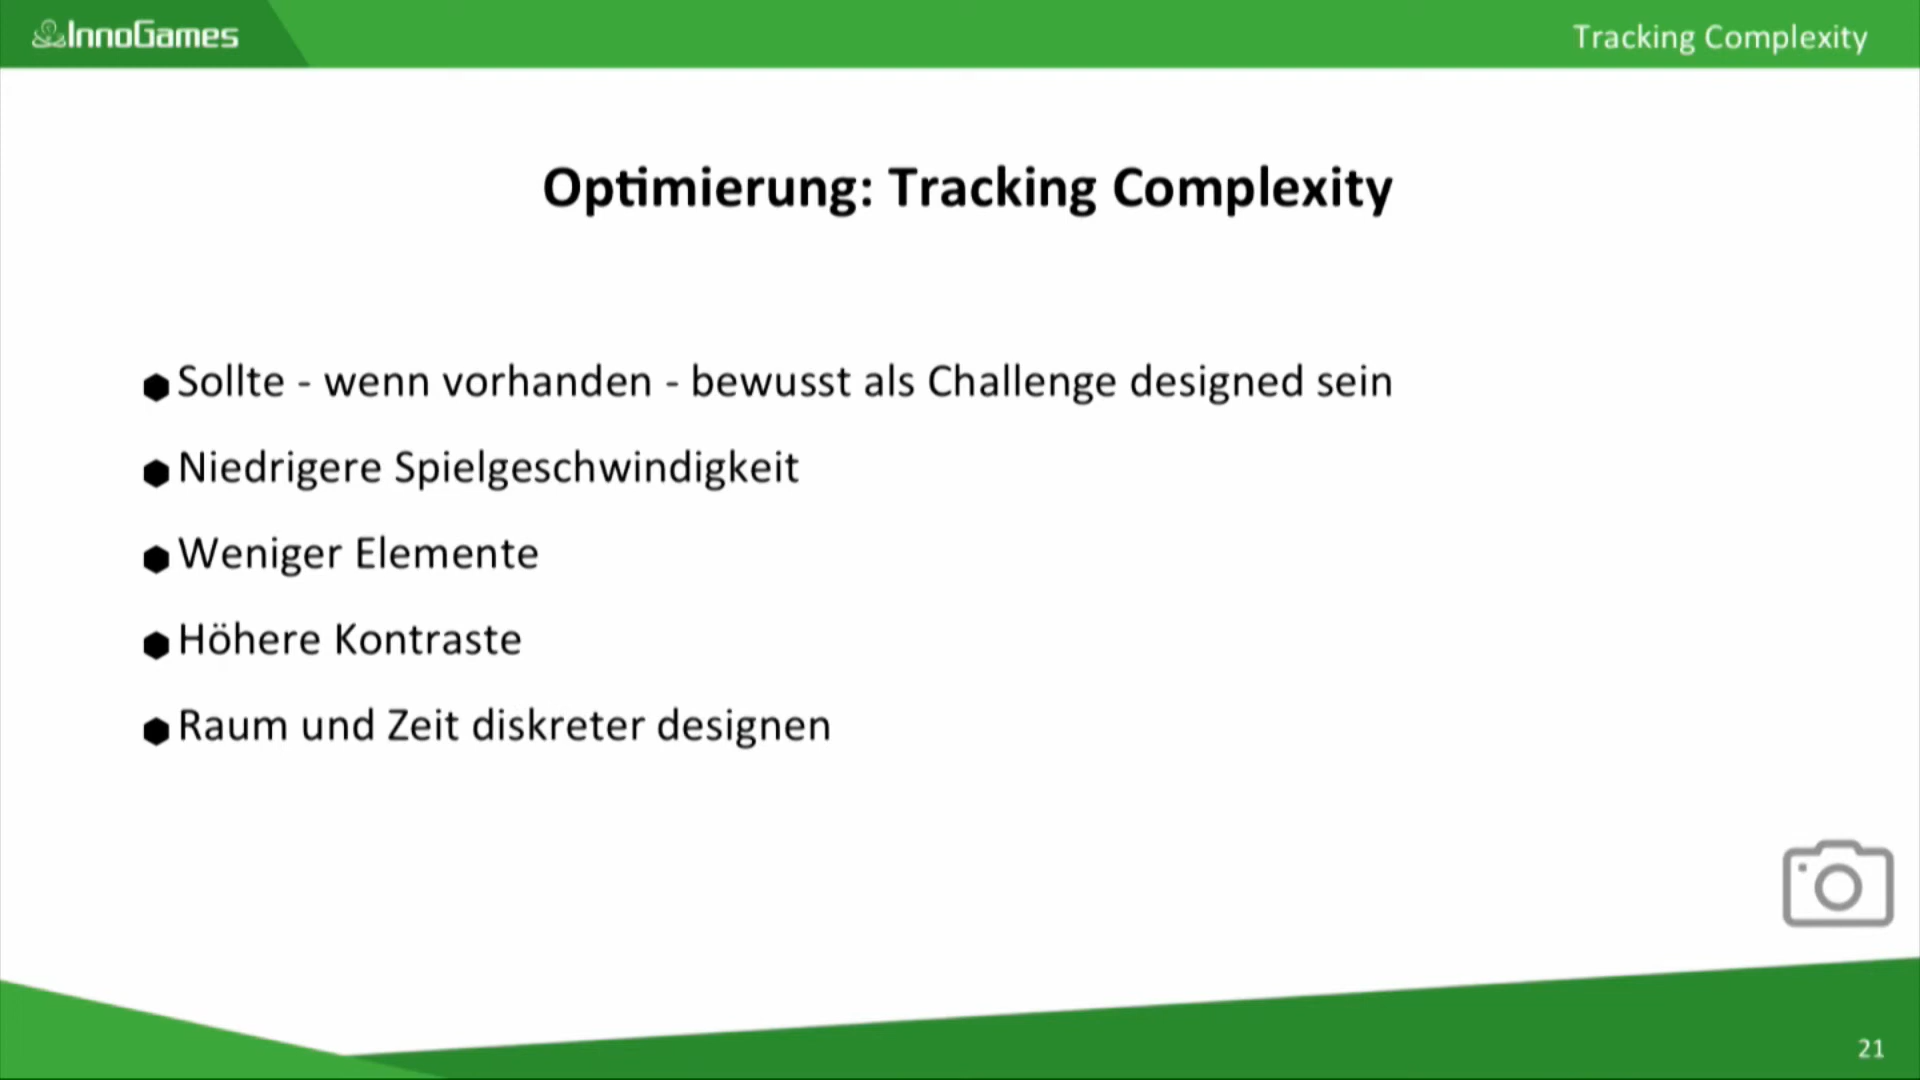 InnoGames
Tracking Complexity
Optimierung: Tracking Complexity
Sollte - wenn vorhanden - bewusst als Challenge designed sein
Niedrigere Spielgeschwindigkeit
Weniger Elemente
Höhere Kontraste
Raum und Zeit diskreter designen
21